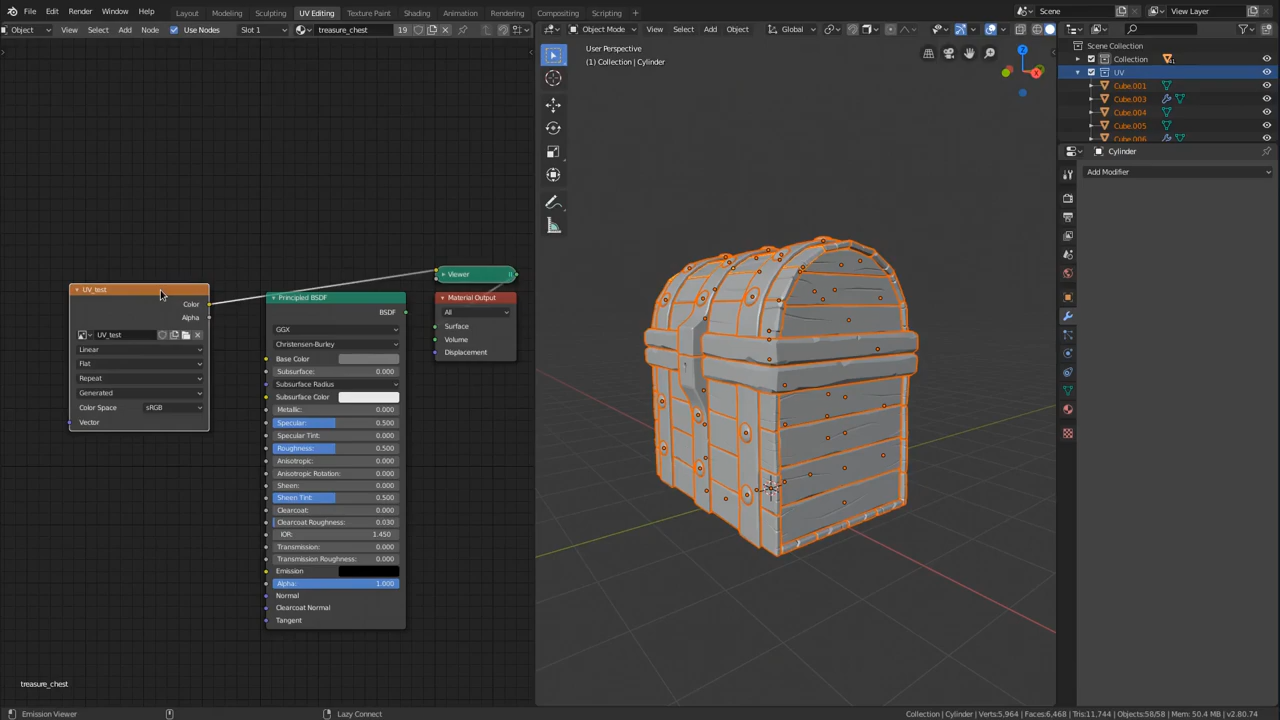 File Edit Render Window Help Layout Modeling Sculpting UV Editing Texture Paint Shading Animation Rendering Compositing Scripting + Scene View Layer
Object View Select Add Node Use Nodes Slot 1 treasure_chest 19 Object Mode View Select Add Object Global
User Perspective
(1) Collection | Cylinder
Z
X
Scene Collection
Collection
UV
Cube.001
Cube.003
Cube.004
Cube.005
Cube.006
Cylinder
Add Modifier
Viewer
UV_test
Color
Alpha
UV_test
Linear
Flat
Repeat
Generated
Color Space sRGB
Vector
Principled BSDF
BSDF
GGX
Christensen-Burley
Base Color
Subsurface: 0.000
Subsurface Radius
Subsurface Color
Metallic: 0.000
Specular: 0.500
Specular Tint: 0.000
Roughness: 0.500
Anisotropic: 0.000
Anisotropic Rotation: 0.000
Sheen: 0.000
Sheen Tint: 0.500
Clearcoat: 0.000
Clearcoat Roughness: 0.030
IOR: 1.450
Transmission: 0.000
Transmission Roughness: 0.000
Emission
Alpha: 1.000
Normal
Clearcoat Normal
Tangent
Material Output
All
Surface
Volume
Displacement
treasure_chest
Emission Viewer Lazy Connect Collection | Cylinder | Verts:5,964 | Faces:6,468 | Tris:11,744 | Objects:58/58 | Mem: 50.4 MB | v2.80.74